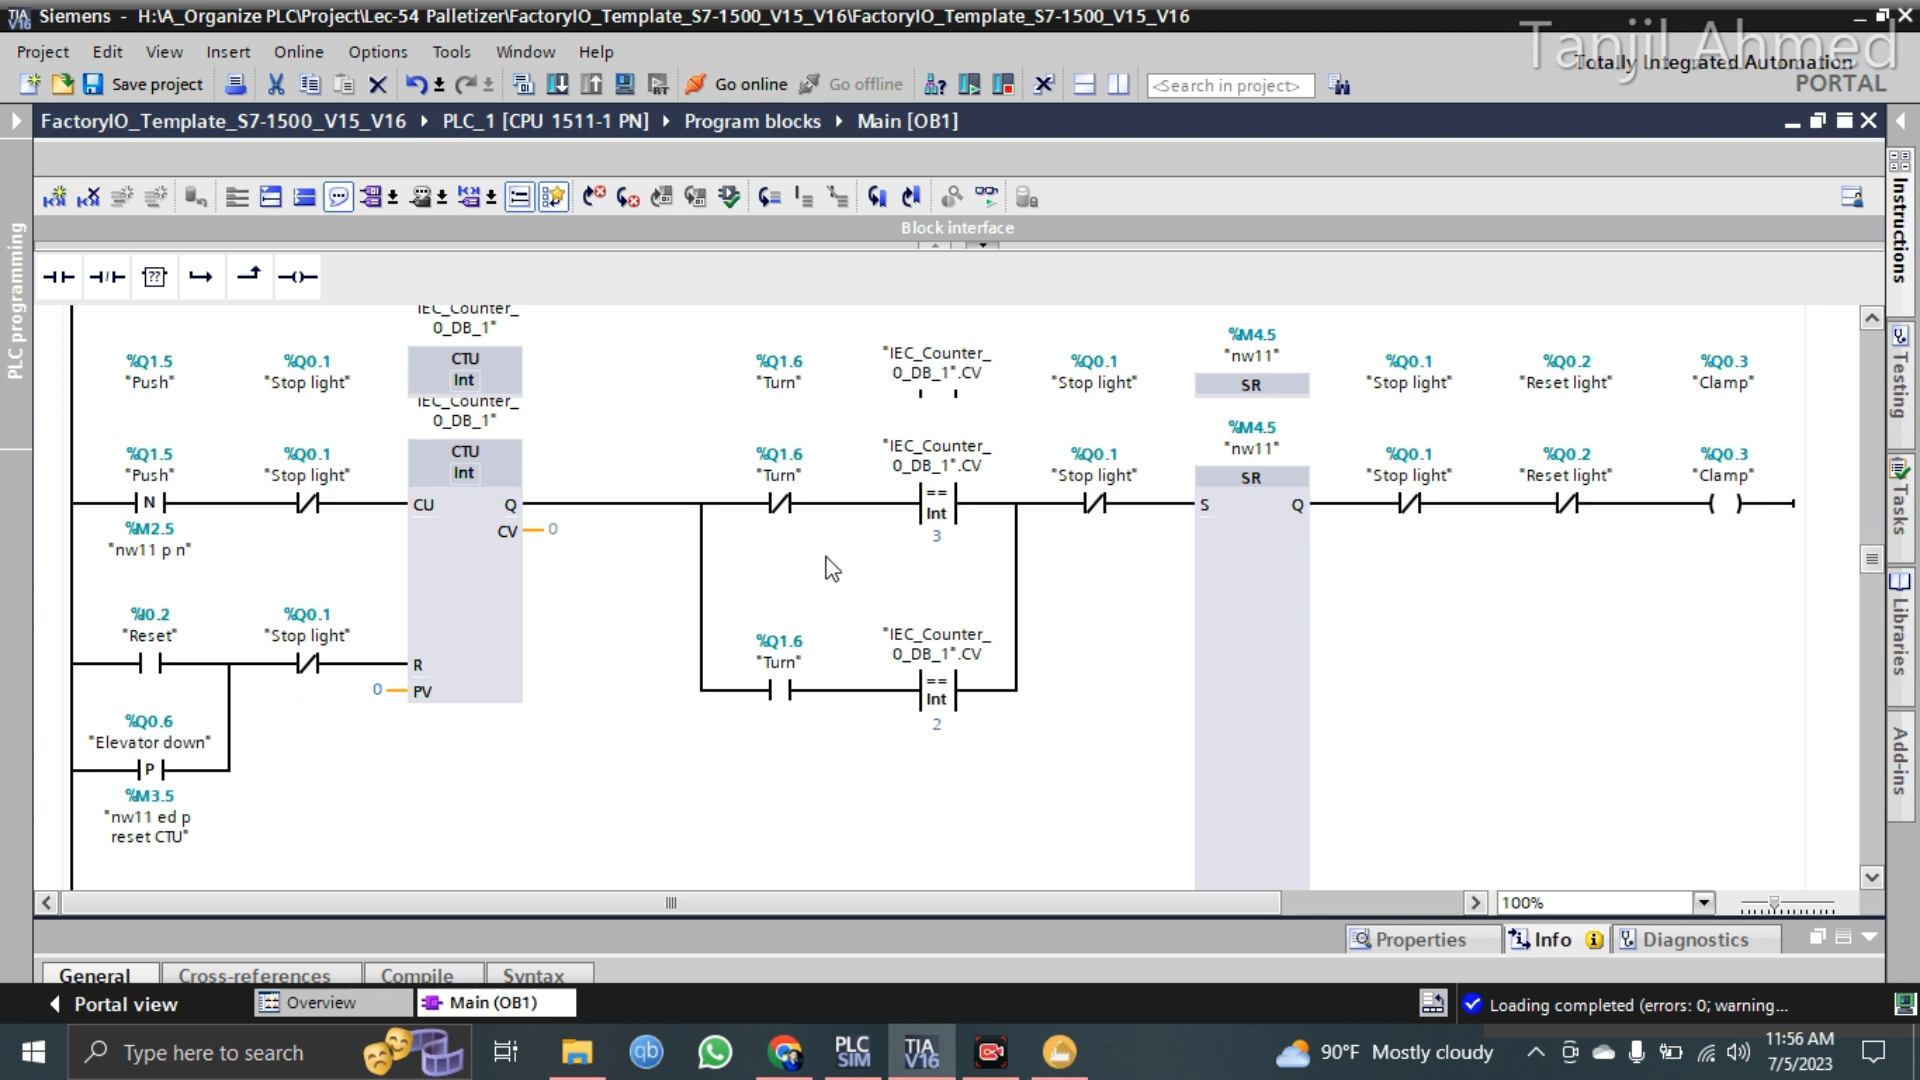 Siemens - H:\A_Organize PLC\Project\Lec-54 Palletizer\FactoryIO_Template_S7-1500_V15_V16\FactoryIO_Template_S7-1500_V15_V16
Tanjil Ahmed
Project Edit View Insert Online Options Tools Window Help
Totally Integrated Automation
PORTAL
Save project
Go online
Go offline
<Search in project>
FactoryIO_Template_S7-1500_V15_V16 PLC_1 [CPU 1511-1 PN] Program blocks Main [OB1]
PLC programming
Block interface
Instructions
Testing
Tasks
Libraries
Add-ins
IEC_Counter_
0_DB_1"
%Q1.5
"Push"
%Q0.1
"Stop light"
CTU
Int
%Q1.6
"Turn"
"IEC_Counter_
0_DB_1".CV
%Q0.1
"Stop light"
%M4.5
"nw11"
SR
%Q0.1
"Stop light"
%Q0.2
"Reset light"
%Q0.3
"Clamp"
IEC_Counter_
0_DB_1"
%Q1.5
"Push"
N
%M2.5
"nw11 p n"
%Q0.1
"Stop light"
CTU
Int
CU Q
CV 0
%Q1.6
"Turn"
"IEC_Counter_
0_DB_1".CV
==
Int
3
%Q0.1
"Stop light"
%M4.5
"nw11"
SR
S Q
%Q0.1
"Stop light"
%Q0.2
"Reset light"
%Q0.3
"Clamp"
%I0.2
"Reset"
%Q0.1
"Stop light"
R
0 PV
%Q1.6
"Turn"
"IEC_Counter_
0_DB_1".CV
==
Int
2
%Q0.6
"Elevator down"
P
%M3.5
"nw11 ed p
reset CTU"
100%
Properties Info Diagnostics
General Cross-references Compile Syntax
Portal view Overview Main (OB1) Loading completed (errors: 0; warning...
Type here to search
qb
PLC
SIM
TIA
V16
90°F Mostly cloudy
11:56 AM
7/5/2023